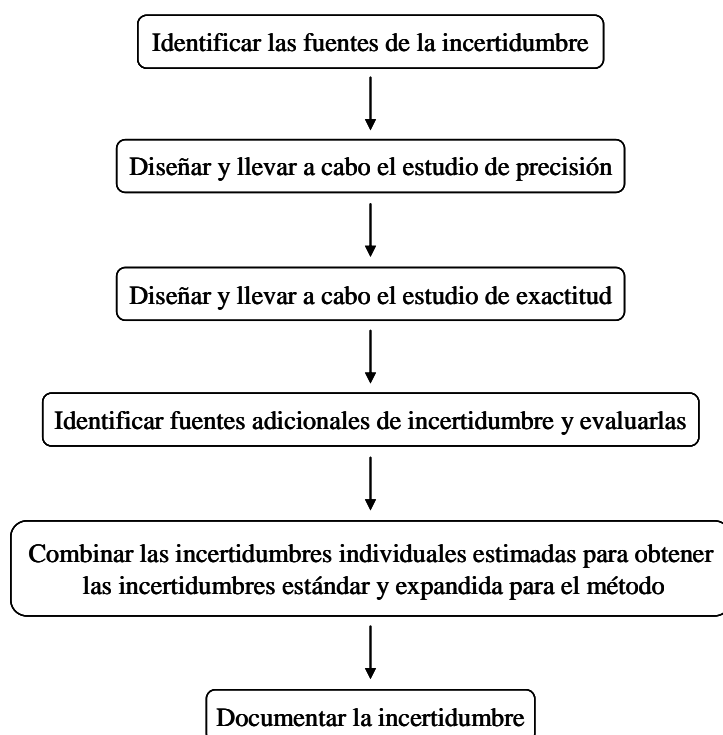 Identificar las fuentes de la incertidumbre
Diseñar y llevar a cabo el estudio de precisión
Diseñar y llevar a cabo el estudio de exactitud
Identificar fuentes adicionales de incertidumbre y evaluarlas
Combinar las incertidumbres individuales estimadas para obtener
las incertidumbres estándar y expandida para el método
Documentar la incertidumbre